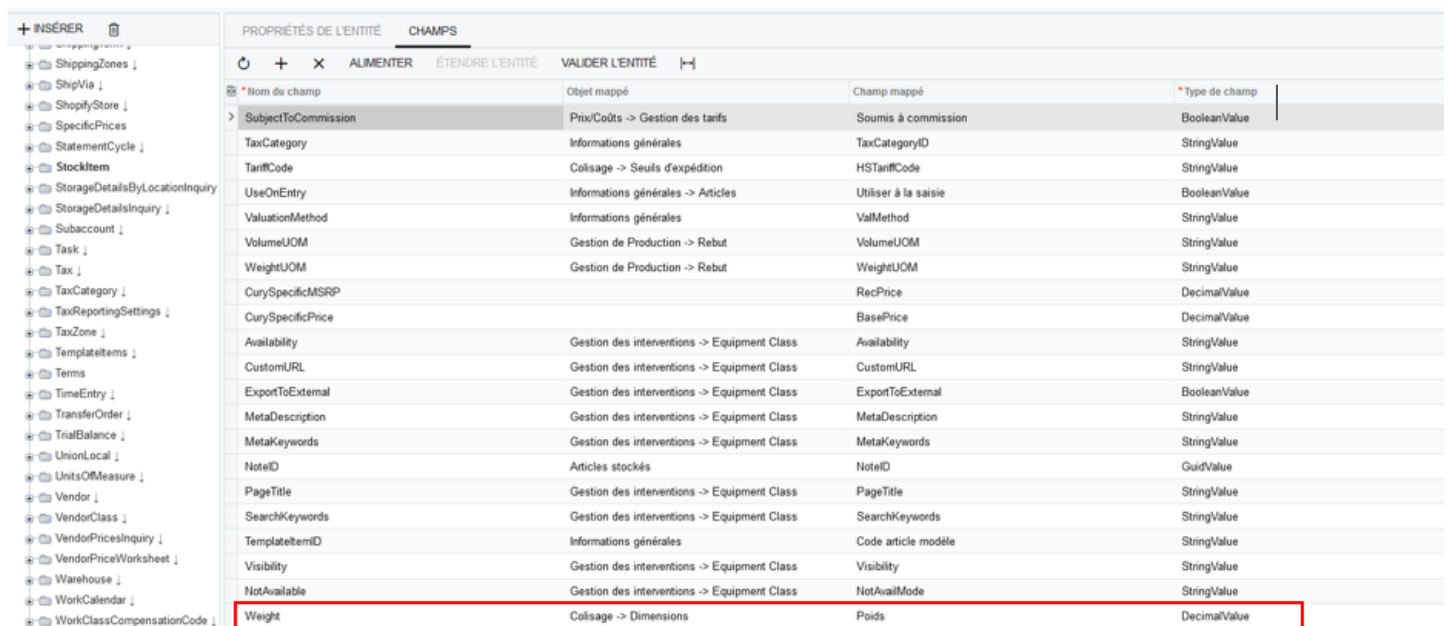 INSÉRER
ShippingZones ↓
ShipVia ↓
ShopifyStore ↓
SpecificPrices
StatementCycle ↓
StockItem
StorageDetailsByLocationInquiry
StorageDetailsInquiry ↓
Subaccount ↓
Task ↓
Tax ↓
TaxCategory ↓
TaxReportingSettings ↓
TaxZone ↓
TemplateItems ↓
Terms
TimeEntry ↓
TransferOrder ↓
TrialBalance ↓
UnionLocal ↓
UnitsOfMeasure ↓
Vendor ↓
VendorClass ↓
VendorPricesInquiry ↓
VendorPriceWorksheet ↓
Warehouse ↓
WorkCalendar ↓
WorkClassCompensationCode ↓
PROPRIÉTÉS DE L'ENTITÉ CHAMPS
ALIMENTER ÉTENDRE L'ENTITÉ VALIDER L'ENTITÉ
*Nom du champ Objet mappé Champ mappé *Type de champ
SubjectToCommission Prix/Coûts -> Gestion des tarifs Soumis à commission BooleanValue
TaxCategory Informations générales TaxCategoryID StringValue
TariffCode Colisage -> Seuils d'expédition HSTariffCode StringValue
UseOnEntry Informations générales -> Articles Utiliser à la saisie BooleanValue
ValuationMethod Informations générales ValMethod StringValue
VolumeUOM Gestion de Production -> Rebut VolumeUOM StringValue
WeightUOM Gestion de Production -> Rebut WeightUOM StringValue
CurySpecificMSRP RecPrice DecimalValue
CurySpecificPrice BasePrice DecimalValue
Availability Gestion des interventions -> Equipment Class Availability StringValue
CustomURL Gestion des interventions -> Equipment Class CustomURL StringValue
ExportToExternal Gestion des interventions -> Equipment Class ExportToExternal BooleanValue
MetaDescription Gestion des interventions -> Equipment Class MetaDescription StringValue
MetaKeywords Gestion des interventions -> Equipment Class MetaKeywords StringValue
NoteID Articles stockés NoteID GuidValue
PageTitle Gestion des interventions -> Equipment Class PageTitle StringValue
SearchKeywords Gestion des interventions -> Equipment Class SearchKeywords StringValue
TemplateItemID Informations générales Code article modèle StringValue
Visibility Gestion des interventions -> Equipment Class Visibility StringValue
NotAvailable Gestion des interventions -> Equipment Class NotAvailMode StringValue
Weight Colisage -> Dimensions Poids DecimalValue